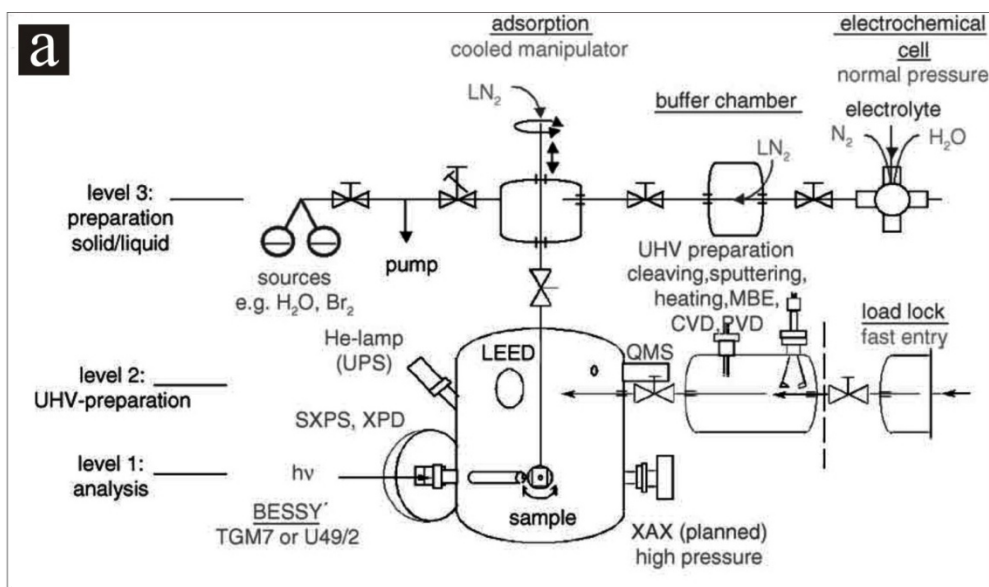 a
adsorption
cooled manipulator
LN₂
electrochemical
cell
normal pressure
electrolyte
N₂
H₂O
buffer chamber
LN₂
level 3:
preparation
solid/liquid
sources
e.g. H₂O, Br₂
pump
UHV preparation
cleaving,sputtering,
heating,MBE,
CVD,PVD
load lock
fast entry
He-lamp
(UPS)
LEED
QMS
level 2:
UHV-preparation
SXPS, XPD
level 1:
analysis
hν
BESSY´
TGM7 or U49/2
sample
XAX (planned)
high pressure